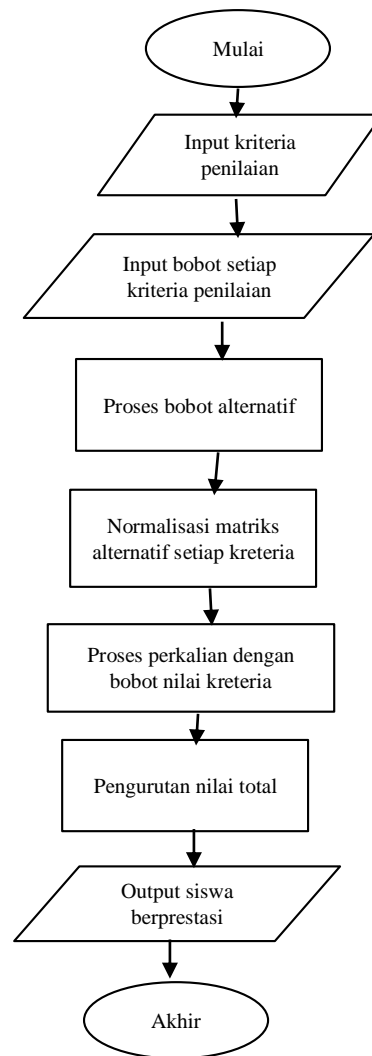 Mulai
Input kriteria
penilaian
Input bobot setiap
kriteria penilaian
Proses bobot alternatif
Normalisasi matriks
alternatif setiap kreteria
Proses perkalian dengan
bobot nilai kreteria
Pengurutan nilai total
Output siswa
berprestasi
Akhir